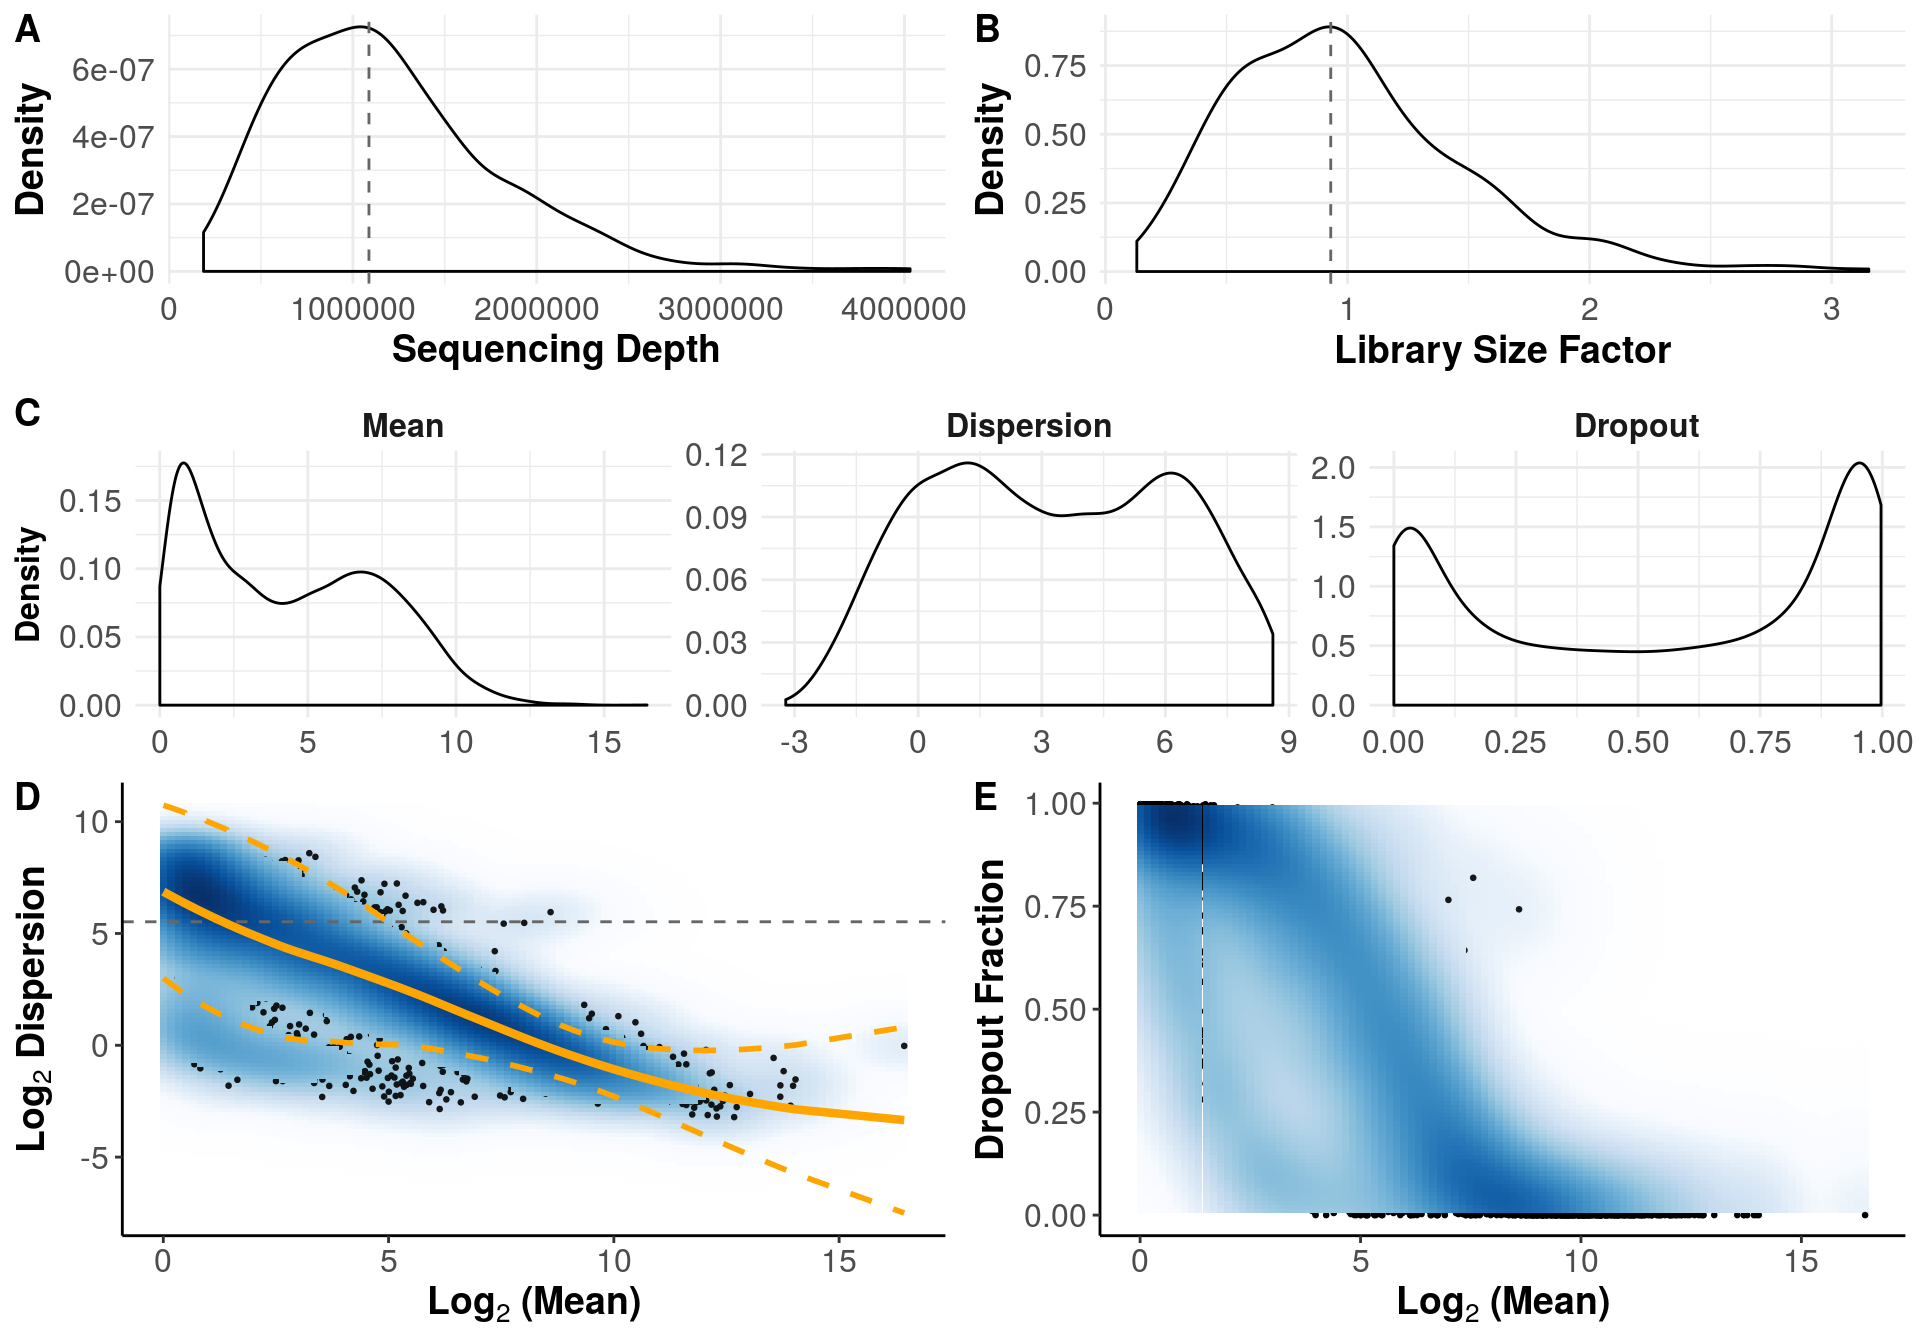 A
Density
6e-07
4e-07
2e-07
0e+00
0 1000000 2000000 3000000 4000000
Sequencing Depth
B
Density
0.75
0.50
0.25
0.00
0 1 2 3
Library Size Factor
C
Density
Mean
0.15
0.10
0.05
0.00
0 5 10 15
Dispersion
0.12
0.09
0.06
0.03
0.00
-3 0 3 6 9
Dropout
2.0
1.5
1.0
0.5
0.0
0.00 0.25 0.50 0.75 1.00
D
Log2 Dispersion
10
5
0
-5
0 5 10 15
Log2 (Mean)
E
Dropout Fraction
1.00
0.75
0.50
0.25
0.00
0 5 10 15
Log2 (Mean)